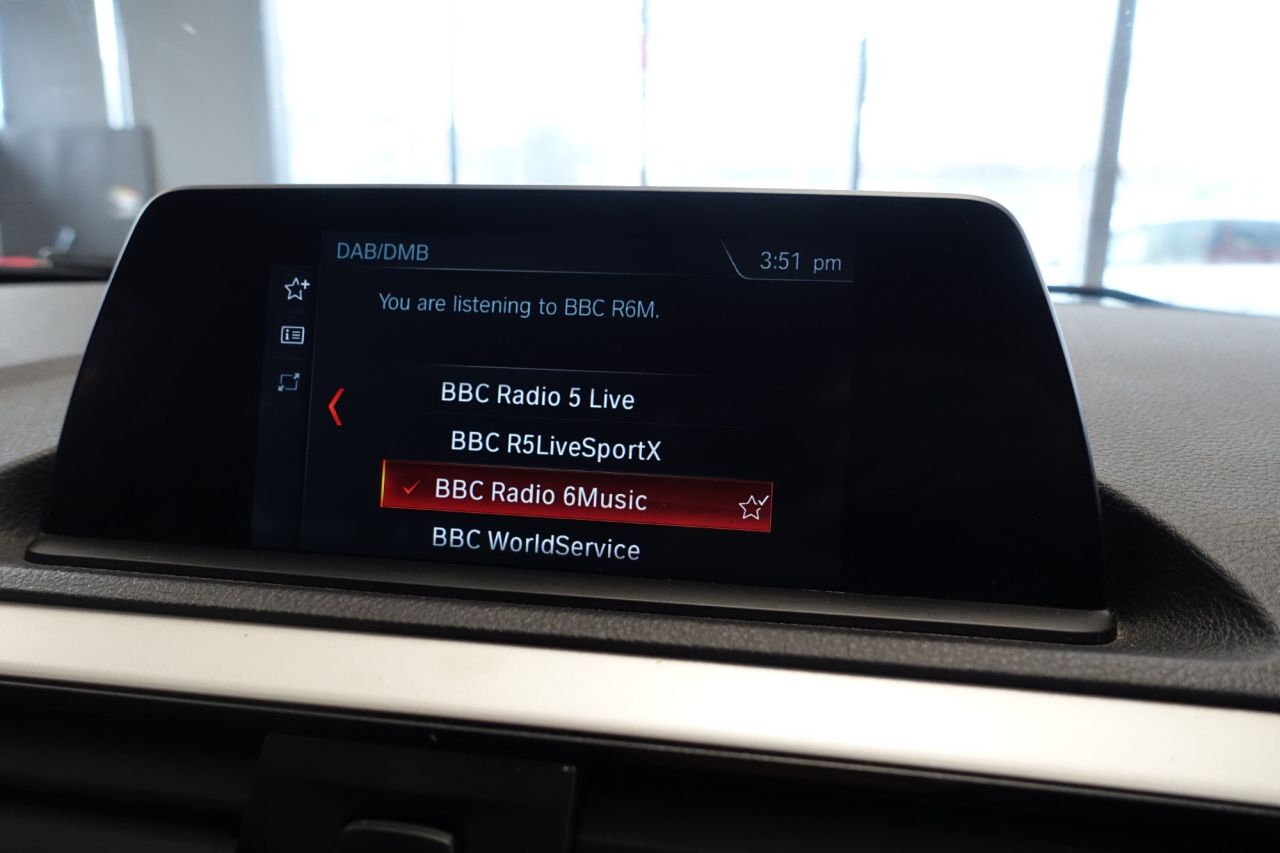 DAB/DMB
3:51 pm
You are listening to BBC R6M.
BBC Radio 5 Live
BBC R5LiveSportX
BBC Radio 6Music
BBC WorldService